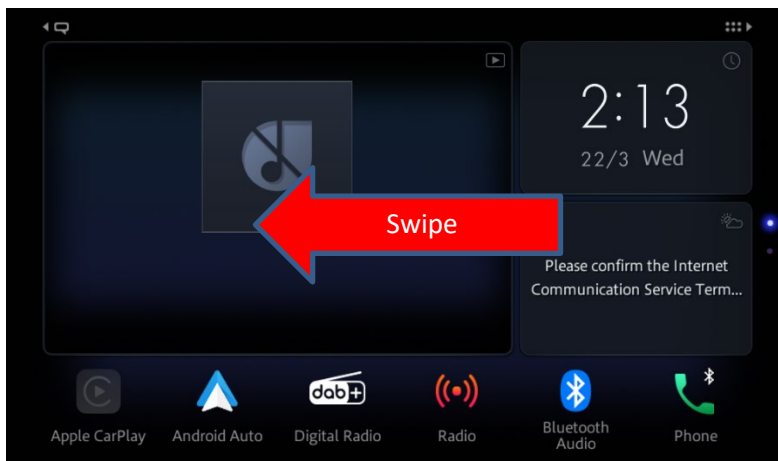 2:13
22/3 Wed
Swipe
Please confirm the Internet
Communication Service Term...
dab+
Apple CarPlay
Android Auto
Digital Radio
Radio
Bluetooth
Audio
Phone